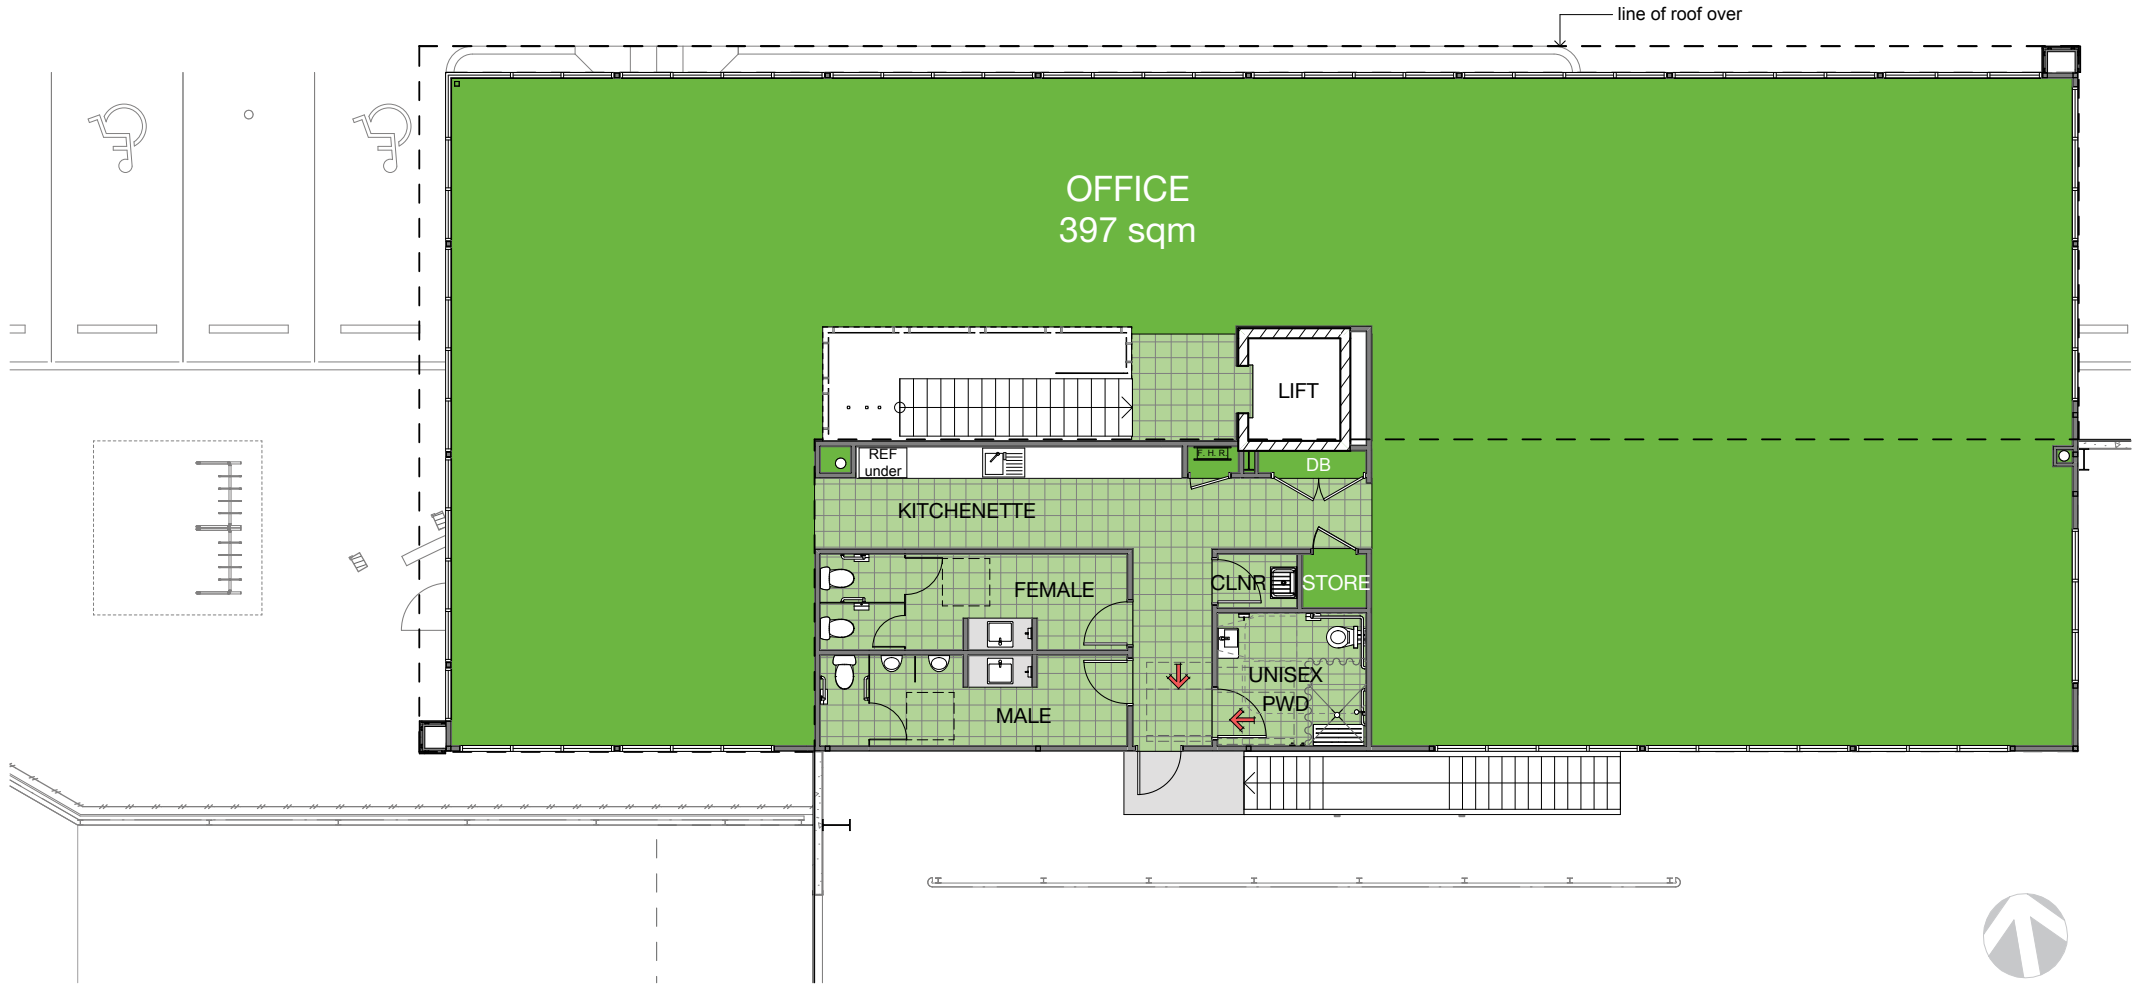 line of roof over
OFFICE
397 sqm
LIFT
REF
under
F. H. R.
DB
KITCHENETTE
FEMALE
CLNR
STORE
UNISEX
PWD
MALE